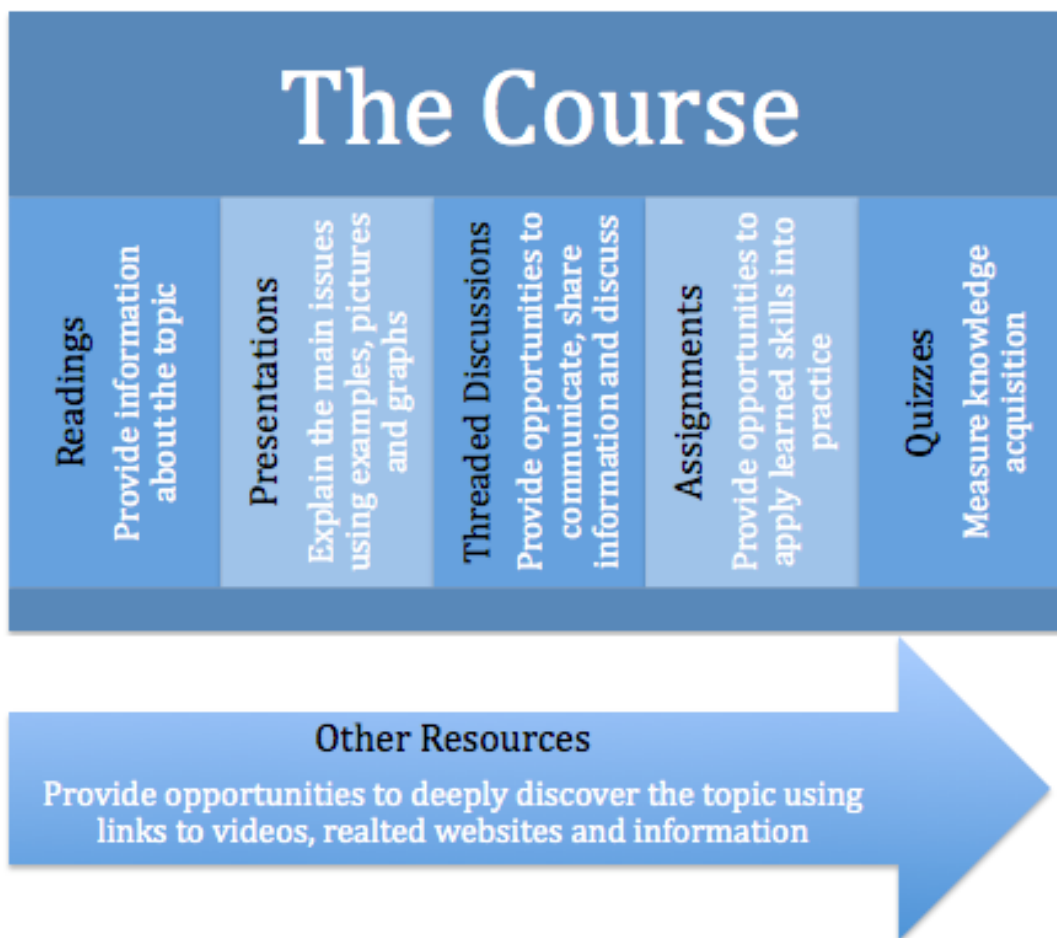 The Course
Readings
Provide information
about the topic
Presentations
Explain the main issues
using examples, pictures
and graphs
Threaded Discussions
Provide opportunities to
communicate, share
information and discuss
Assignments
Provide opportunities to
apply learned skills into
practice
Quizzes
Measure knowledge
acquisition
Other Resources
Provide opportunities to deeply discover the topic using
links to videos, realted websites and information